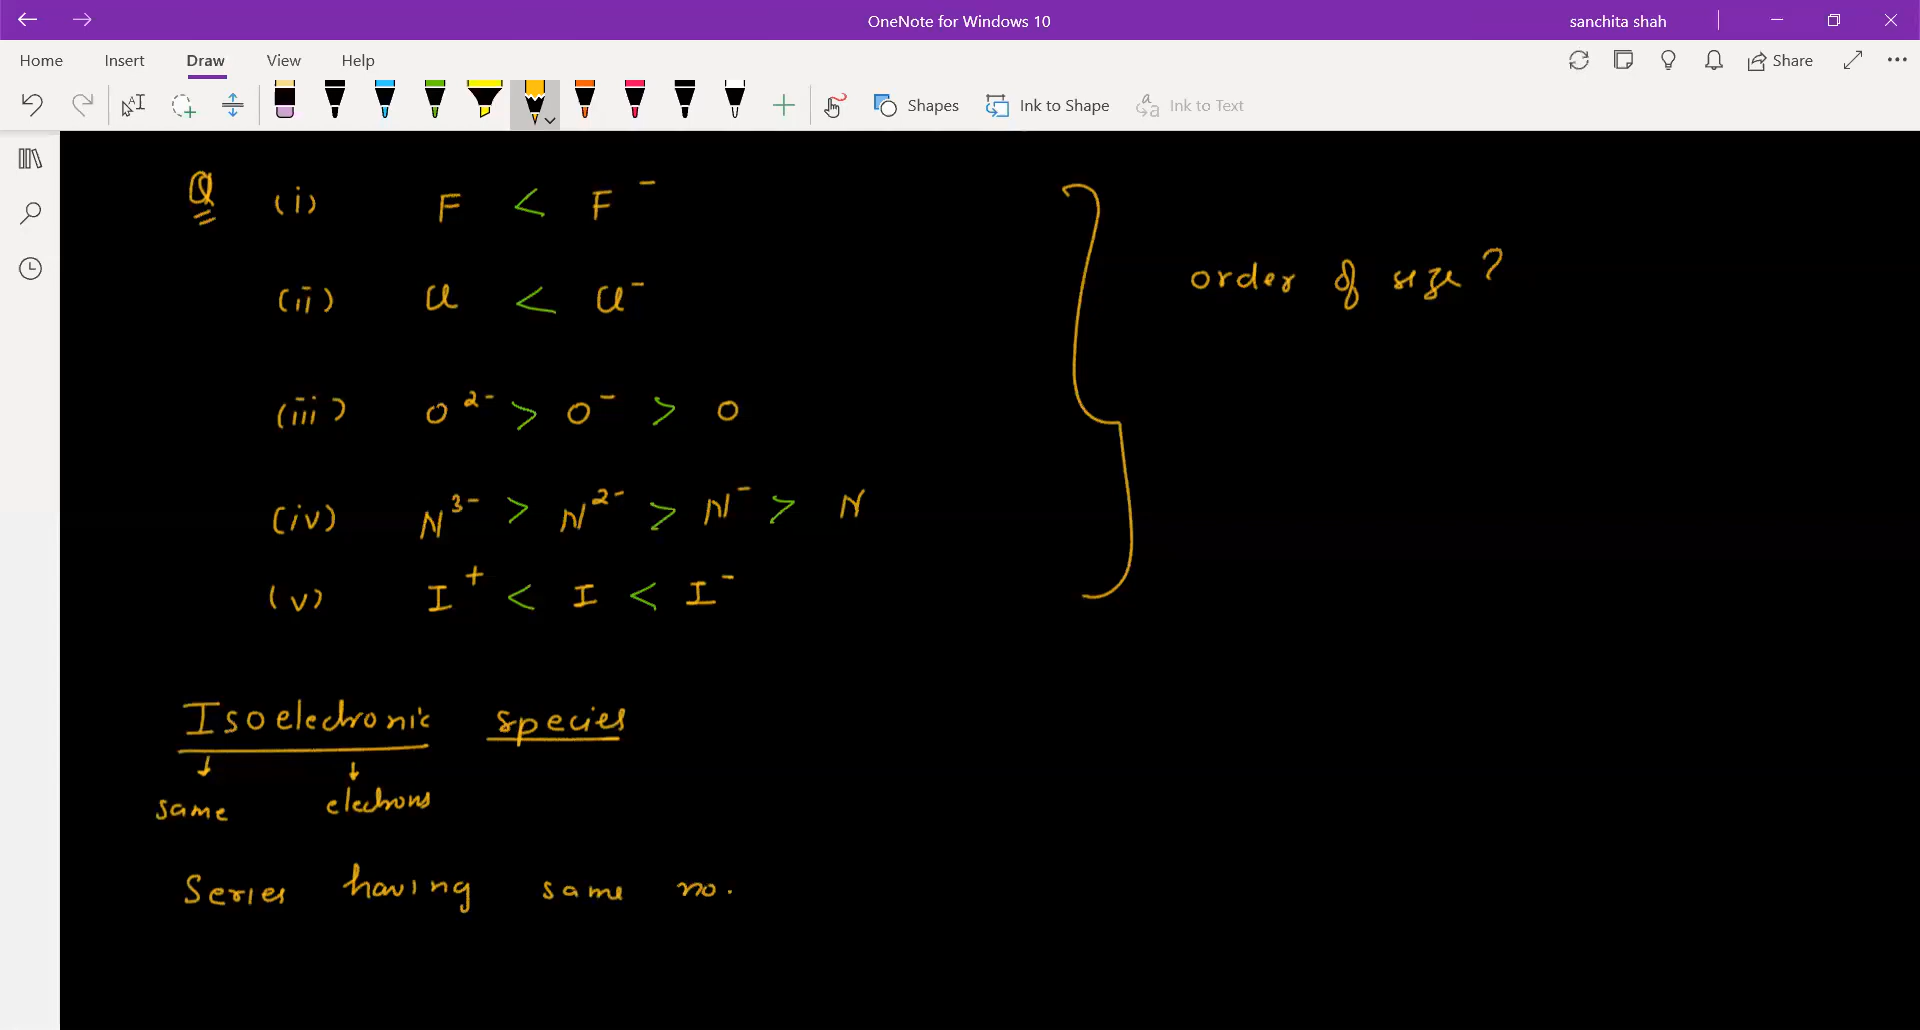 OneNote for Windows 10
sanchita shah
Home Insert Draw View Help
Share
Shapes Ink to Shape Ink to Text
Q (i) F < F⁻
(ii) Cl < Cl⁻
(iii) O²⁻ > O⁻ > O
(iv) N³⁻ > N²⁻ > N⁻ > N
(v) I⁺ < I < I⁻
order of size ?
Isoelectronic species
same electrons
Series having same no.